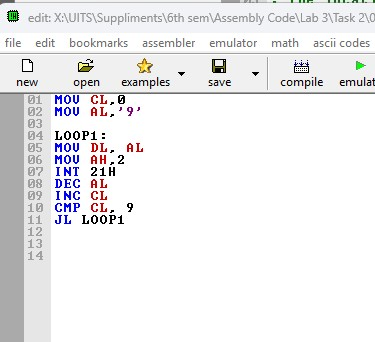 edit: X:\UITS\Suppliments\6th sem\Assembly Code\Lab 3\Task 2\0
file edit bookmarks assembler emulator math ascii codes
new open examples save compile emulat
01 MOV CL,0
02 MOV AL,'9'
03
04 LOOP1:
05 MOV DL, AL
06 MOV AH,2
07 INT 21H
08 DEC AL
09 INC CL
10 CMP CL, 9
11 JL LOOP1
12
13
14